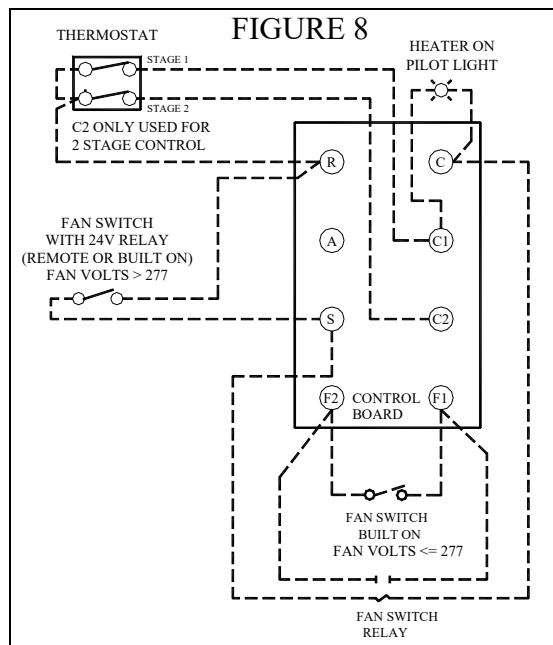 FIGURE 8
THERMOSTAT
STAGE 1
STAGE 2
C2 ONLY USED FOR
2 STAGE CONTROL
HEATER ON
PILOT LIGHT
R
C
FAN SWITCH
WITH 24V RELAY
(REMOTE OR BUILT ON)
FAN VOLTS > 277
A
C1
S
C2
F2
CONTROL
BOARD
F1
FAN SWITCH
BUILT ON
FAN VOLTS <= 277
FAN SWITCH
RELAY